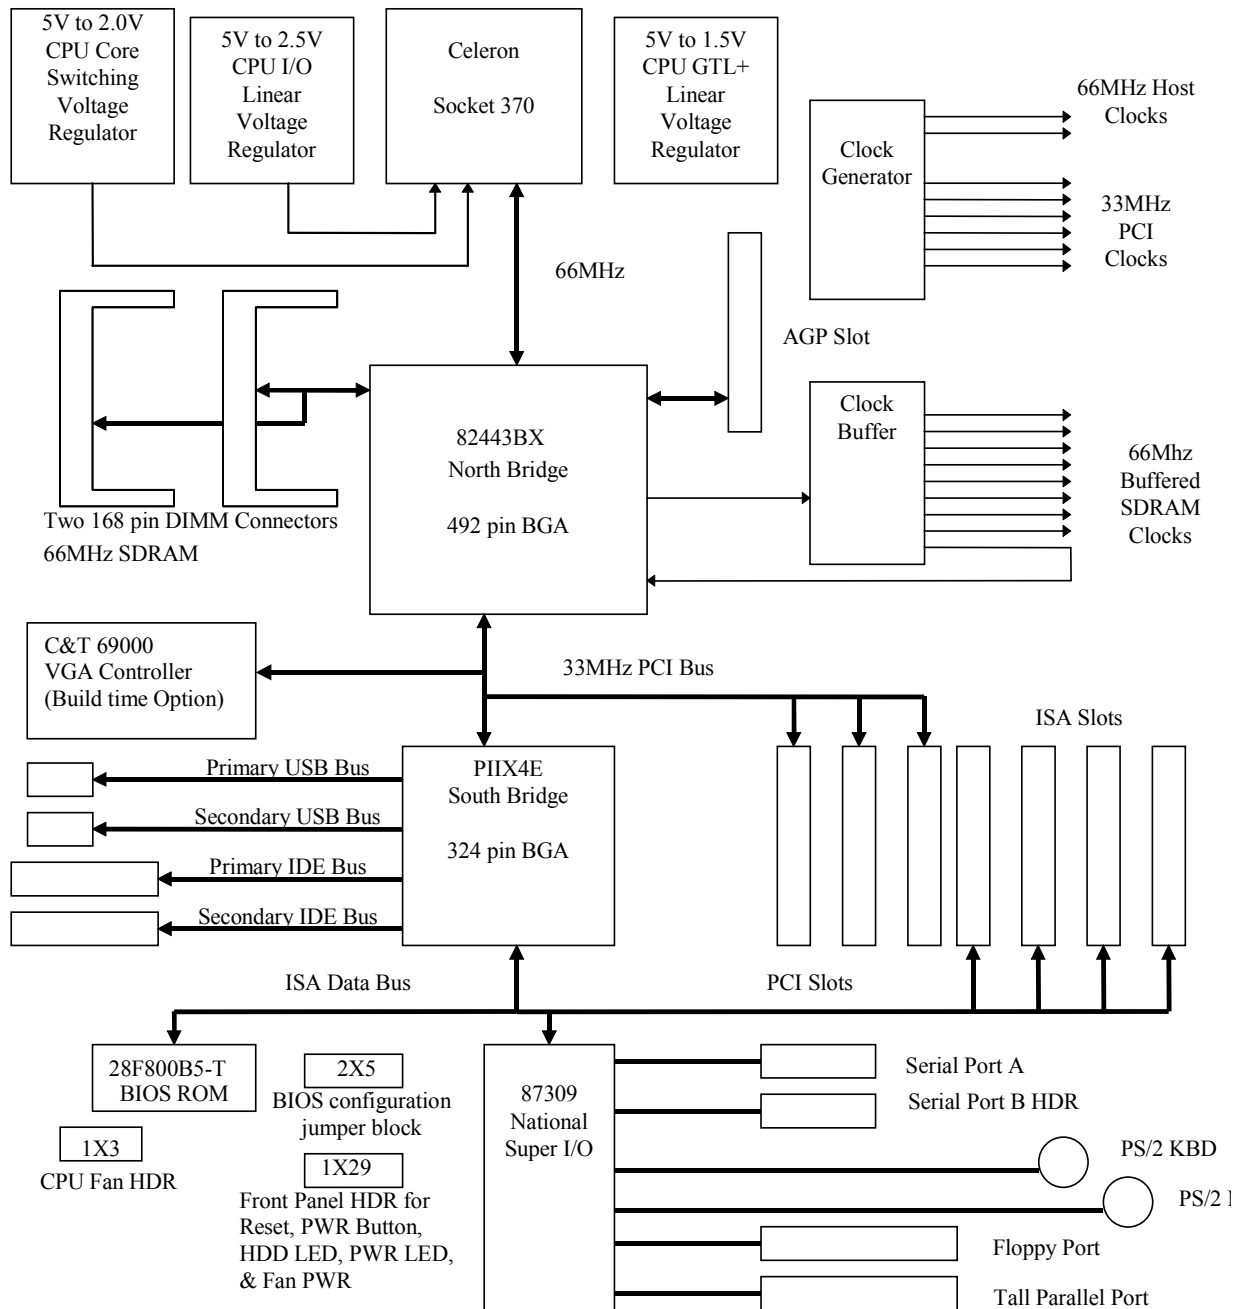 5V to 2.0V
CPU Core
Switching
Voltage
Regulator
5V to 2.5V
CPU I/O
Linear
Voltage
Regulator
Celeron
Socket 370
5V to 1.5V
CPU GTL+
Linear
Voltage
Regulator
Clock
Generator
66MHz Host
Clocks
33MHz
PCI
Clocks
66MHz
AGP Slot
82443BX
North Bridge
492 pin BGA
Clock
Buffer
66Mhz
Buffered
SDRAM
Clocks
Two 168 pin DIMM Connectors
66MHz SDRAM
C&T 69000
VGA Controller
(Build time Option)
33MHz PCI Bus
ISA Slots
Primary USB Bus
Secondary USB Bus
Primary IDE Bus
Secondary IDE Bus
PIIX4E
South Bridge
324 pin BGA
ISA Data Bus
PCI Slots
28F800B5-T
BIOS ROM
2X5
BIOS configuration
jumper block
1X3
CPU Fan HDR
1X29
Front Panel HDR for
Reset, PWR Button,
HDD LED, PWR LED,
& Fan PWR
87309
National
Super I/O
Serial Port A
Serial Port B HDR
PS/2 KBD
PS/2
Floppy Port
Tall Parallel Port